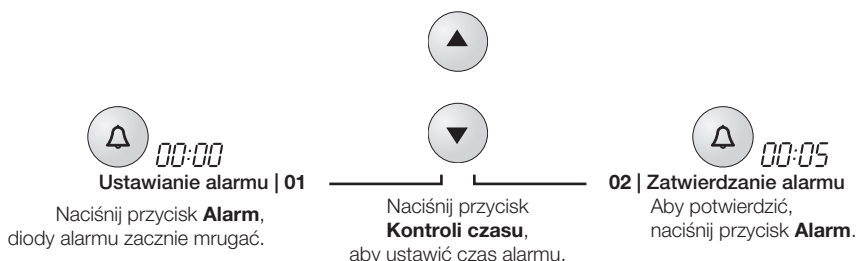 00:00
Ustawianie alarmu | 01
Naciśnij przycisk Alarm,
diody alarmu zacznie mrugać.
Naciśnij przycisk
Kontroli czasu,
aby ustawić czas alarmu.
00:05
02 | Zatwierdzanie alarmu
Aby potwierdzić,
naciśnij przycisk Alarm.